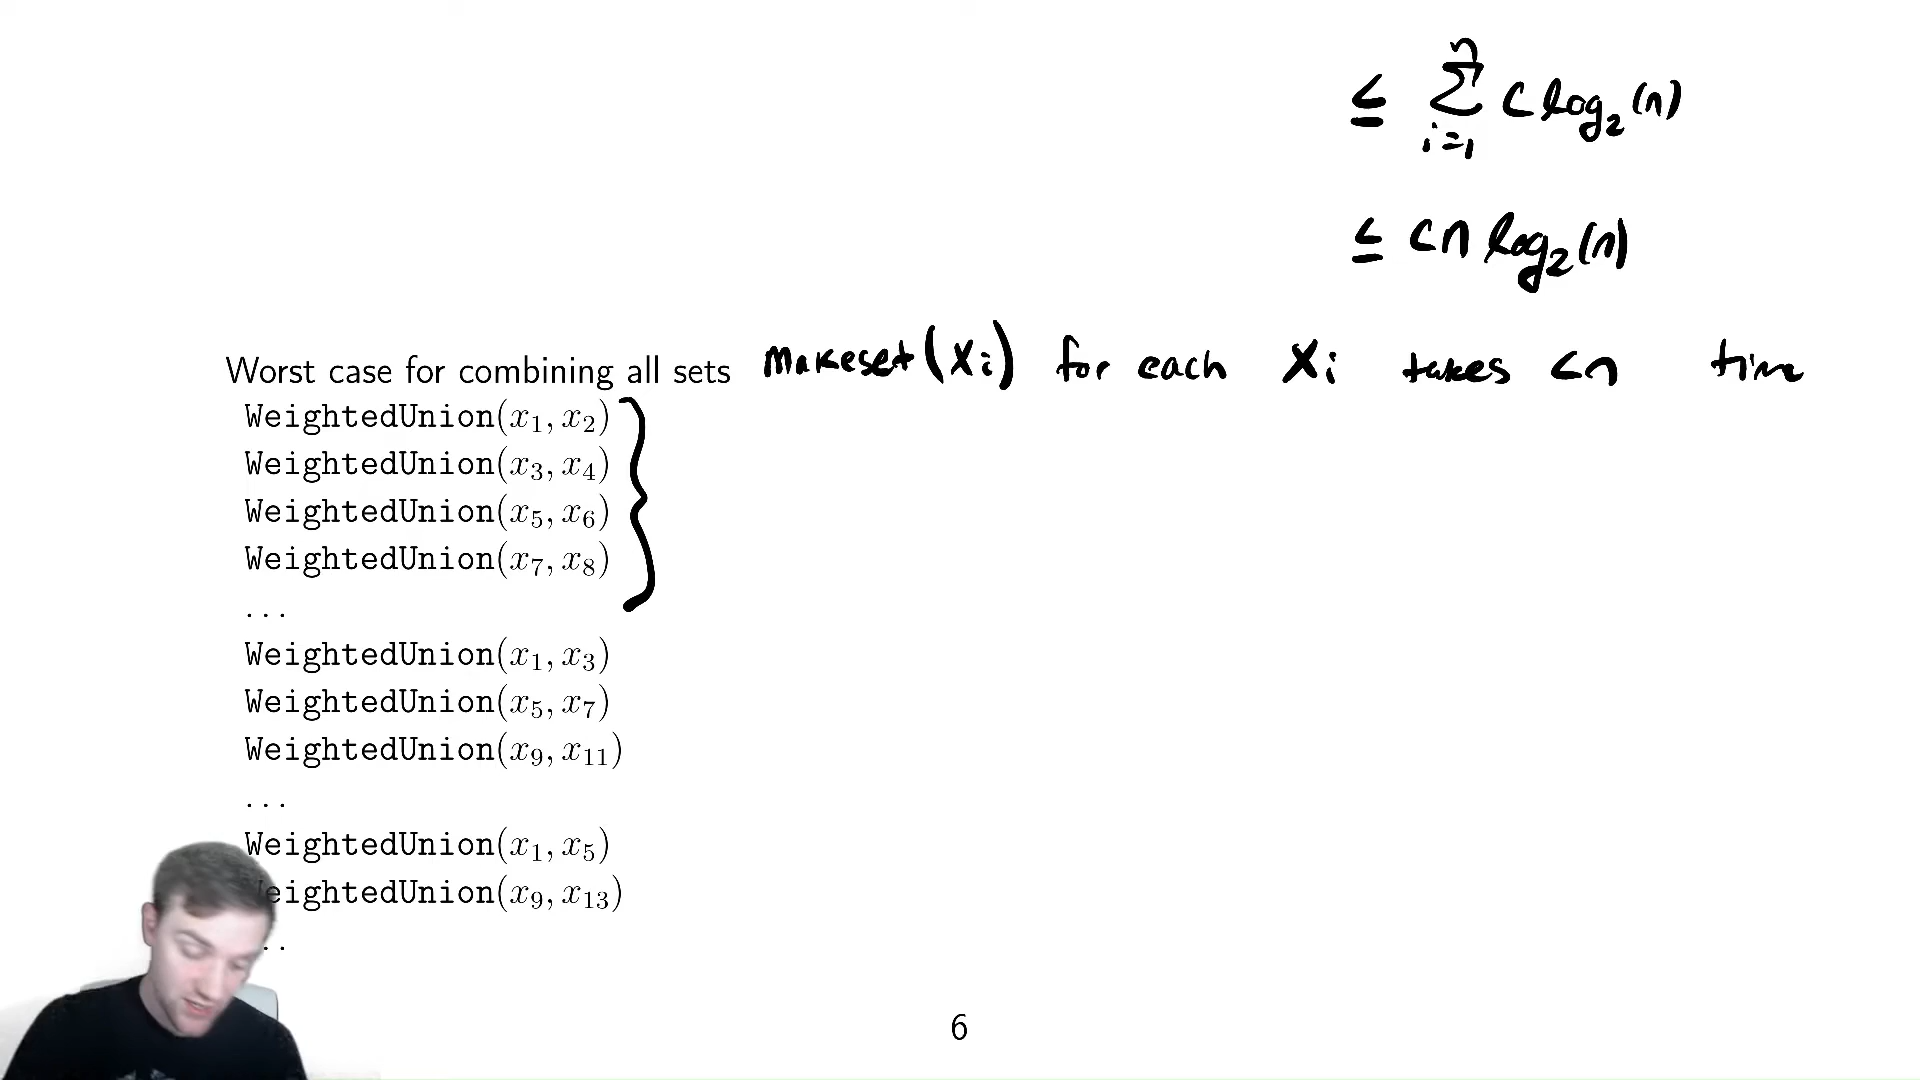 ≤ ∑_{i=1}^{n} c log₂(n)
≤ cn log₂(n)
Worst case for combining all sets Makeset(xᵢ) for each xᵢ takes cn time
WeightedUnion(x₁, x₂)
WeightedUnion(x₃, x₄)
WeightedUnion(x₅, x₆)
WeightedUnion(x₇, x₈)
...
WeightedUnion(x₁, x₃)
WeightedUnion(x₅, x₇)
WeightedUnion(x₉, x₁₁)
...
WeightedUnion(x₁, x₅)
WeightedUnion(x₉, x₁₃)
...
6